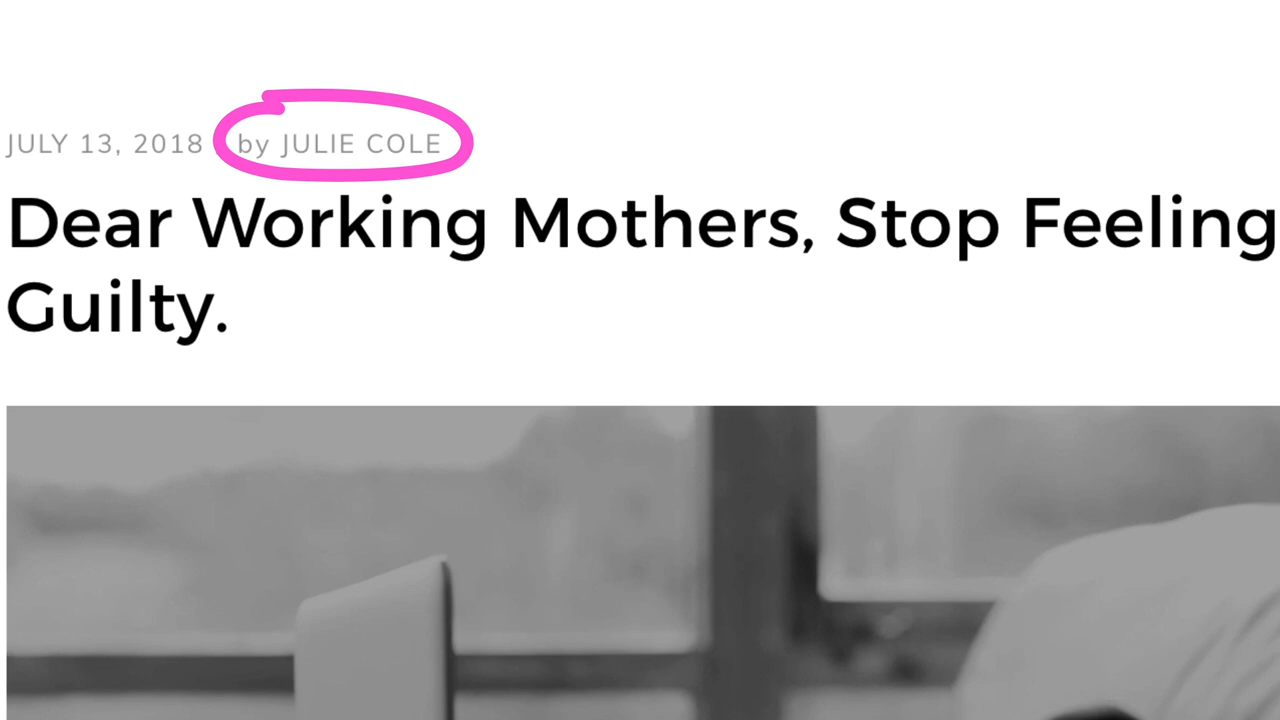 JULY 13, 2018 by JULIE COLE
Dear Working Mothers, Stop Feeling
Guilty.